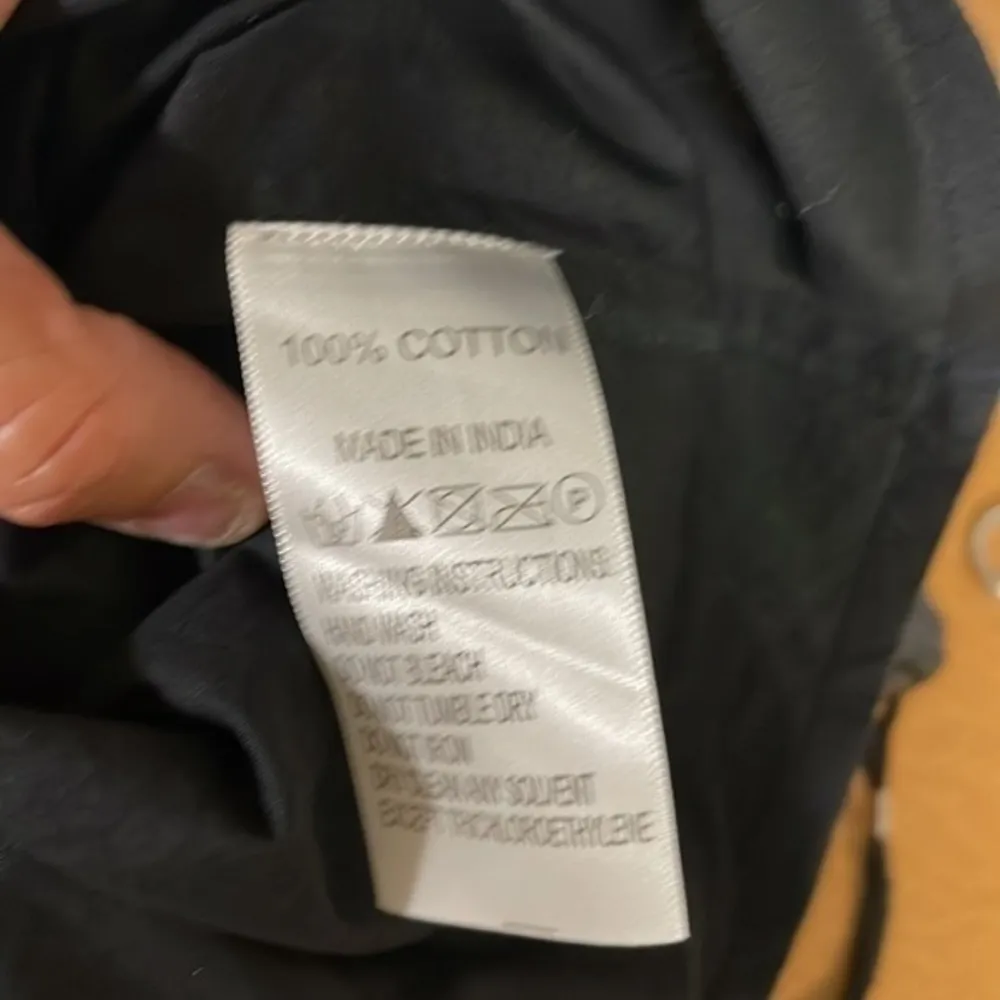 100% COTTON
MADE IN INDIA
P
WASHING INSTRUCTIONS:
HAND WASH
DO NOT BLEACH
DO NOT TUMBLE DRY
DO NOT IRON
DRY CLEAN ANY SOLVENT
EXCEPT TRICHLOROETHYLENE